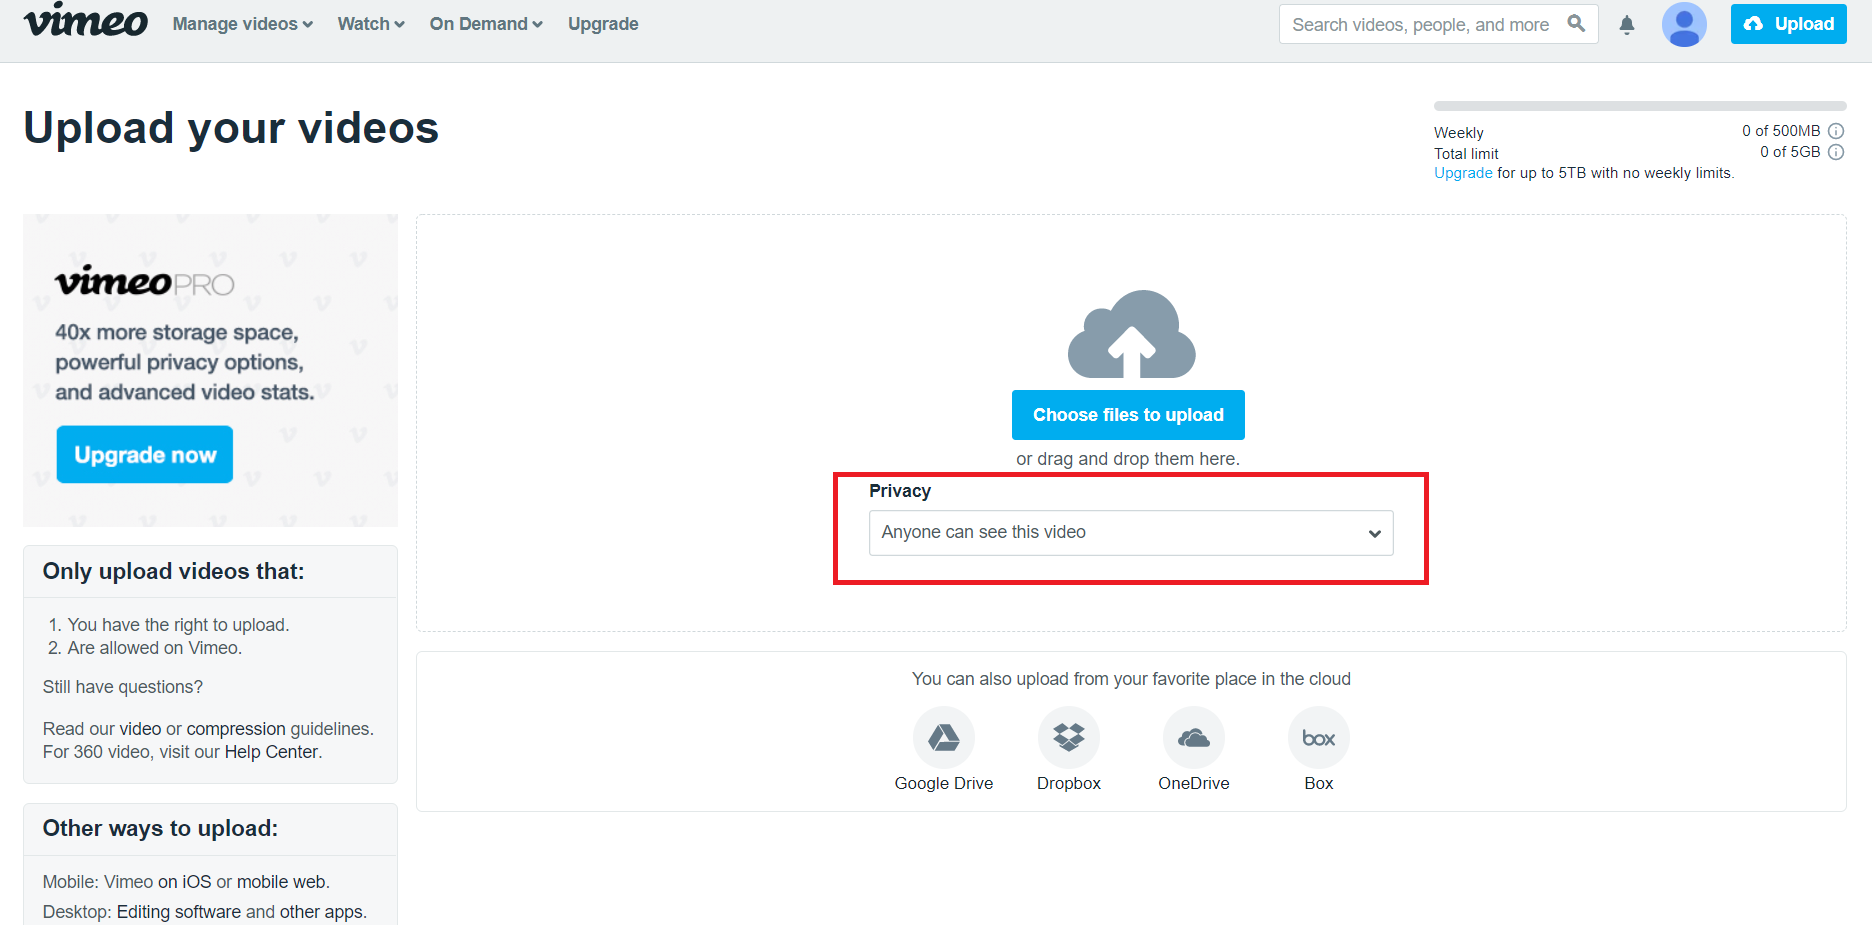 vimeo
Manage videos
Watch
On Demand
Upgrade
Search videos, people, and more
Upload
Upload your videos
Weekly 0 of 500MB
Total limit 0 of 5GB
Upgrade for up to 5TB with no weekly limits.
vimeo PRO
40x more storage space,
powerful privacy options,
and advanced video stats.
Upgrade now
Choose files to upload
or drag and drop them here.
Privacy
Anyone can see this video
Only upload videos that:
1. You have the right to upload.
2. Are allowed on Vimeo.
Still have questions?
Read our video or compression guidelines.
For 360 video, visit our Help Center.
You can also upload from your favorite place in the cloud
box
Google Drive
Dropbox
OneDrive
Box
Other ways to upload:
Mobile: Vimeo on iOS or mobile web.
Desktop: Editing software and other apps.